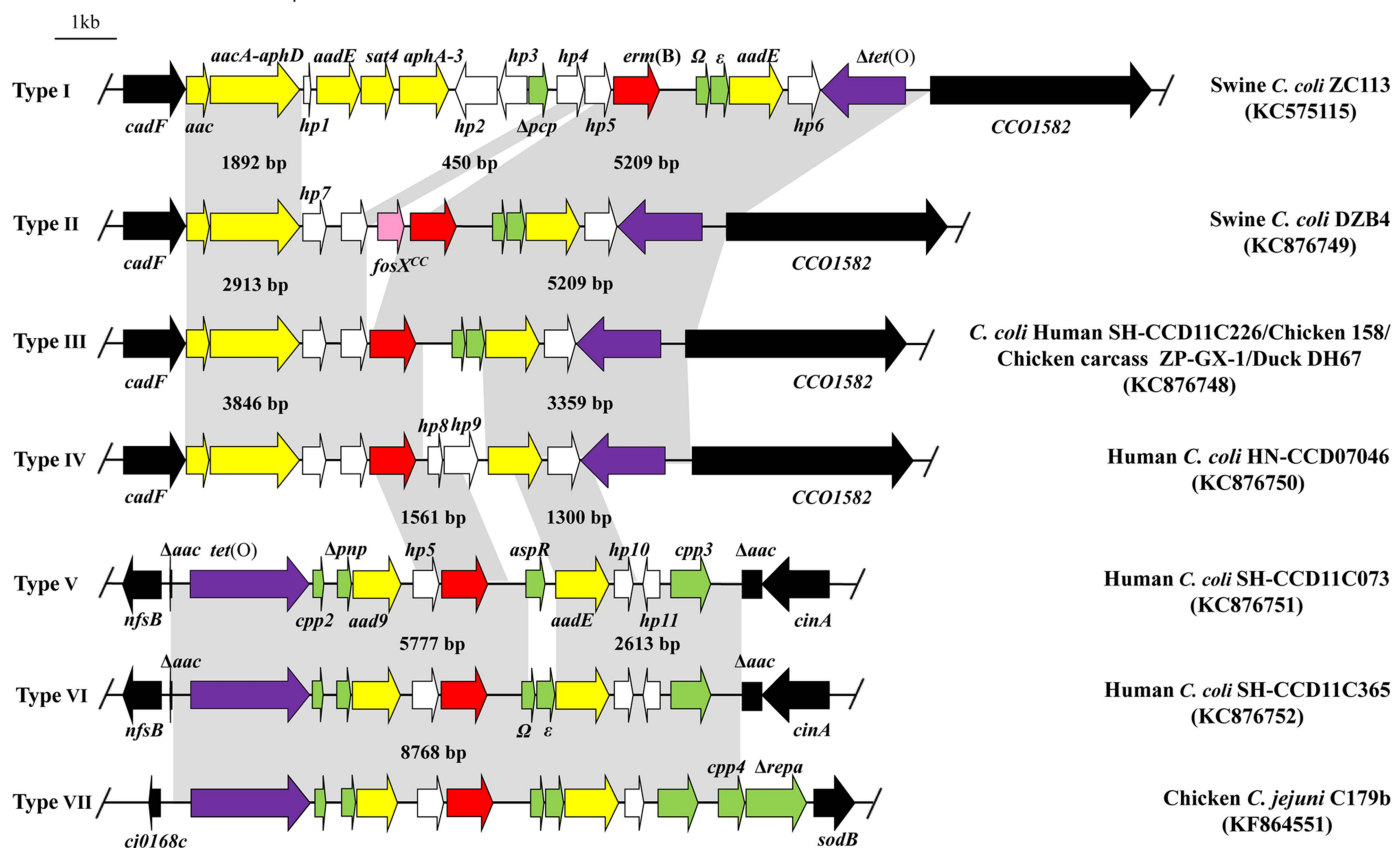 1kb
aacA-aphD aadE sat4 aphA-3 hp3 hp4 erm(B) Ω ε aadE Δtet(O)
Type I
Swine C. coli ZC113
(KC575115)
cadF aac hp1 hp2 Δpcp hp5 hp6 CCO1582
1892 bp 450 bp 5209 bp
hp7
Type II
Swine C. coli DZB4
(KC876749)
cadF fosX^CC CCO1582
2913 bp 5209 bp
Type III
C. coli Human SH-CCD11C226/Chicken 158/
Chicken carcass ZP-GX-1/Duck DH67
(KC876748)
cadF CCO1582
3846 bp 3359 bp
hp8 hp9
Type IV
Human C. coli HN-CCD07046
(KC876750)
cadF CCO1582
1561 bp 1300 bp
Δaac tet(O) Δpnp hp5 aspR hp10 cpp3 Δaac
Type V
Human C. coli SH-CCD11C073
(KC876751)
nfsB cpp2 aad9 aadE hp11 cinA
5777 bp 2613 bp
Δaac Δaac
Type VI
Human C. coli SH-CCD11C365
(KC876752)
nfsB Ω ε cinA
8768 bp
cpp4 Δrepa
Type VII
Chicken C. jejuni C179b
(KF864551)
cj0168c sodB